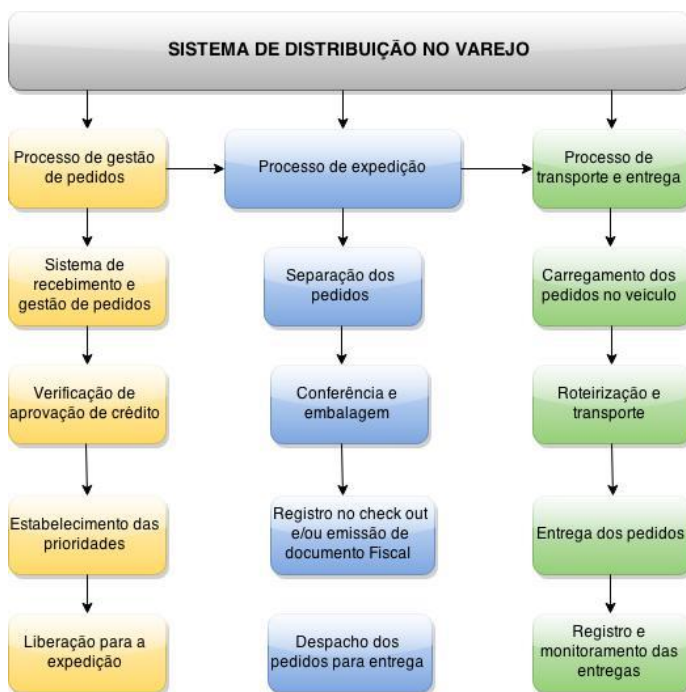 SISTEMA DE DISTRIBUIÇÃO NO VAREJO
Processo de gestão
de pedidos
Processo de expedição
Processo de
transporte e entrega
Sistema de
recebimento e
gestão de pedidos
Separação dos
pedidos
Carregamento dos
pedidos no veiculo
Verificação de
aprovação de crédito
Conferência e
embalagem
Roteirização e
transporte
Estabelecimento das
prioridades
Registro no check out
e/ou emissão de
documento Fiscal
Entrega dos pedidos
Liberação para a
expedição
Despacho dos
pedidos para entrega
Registro e
monitoramento das
entregas